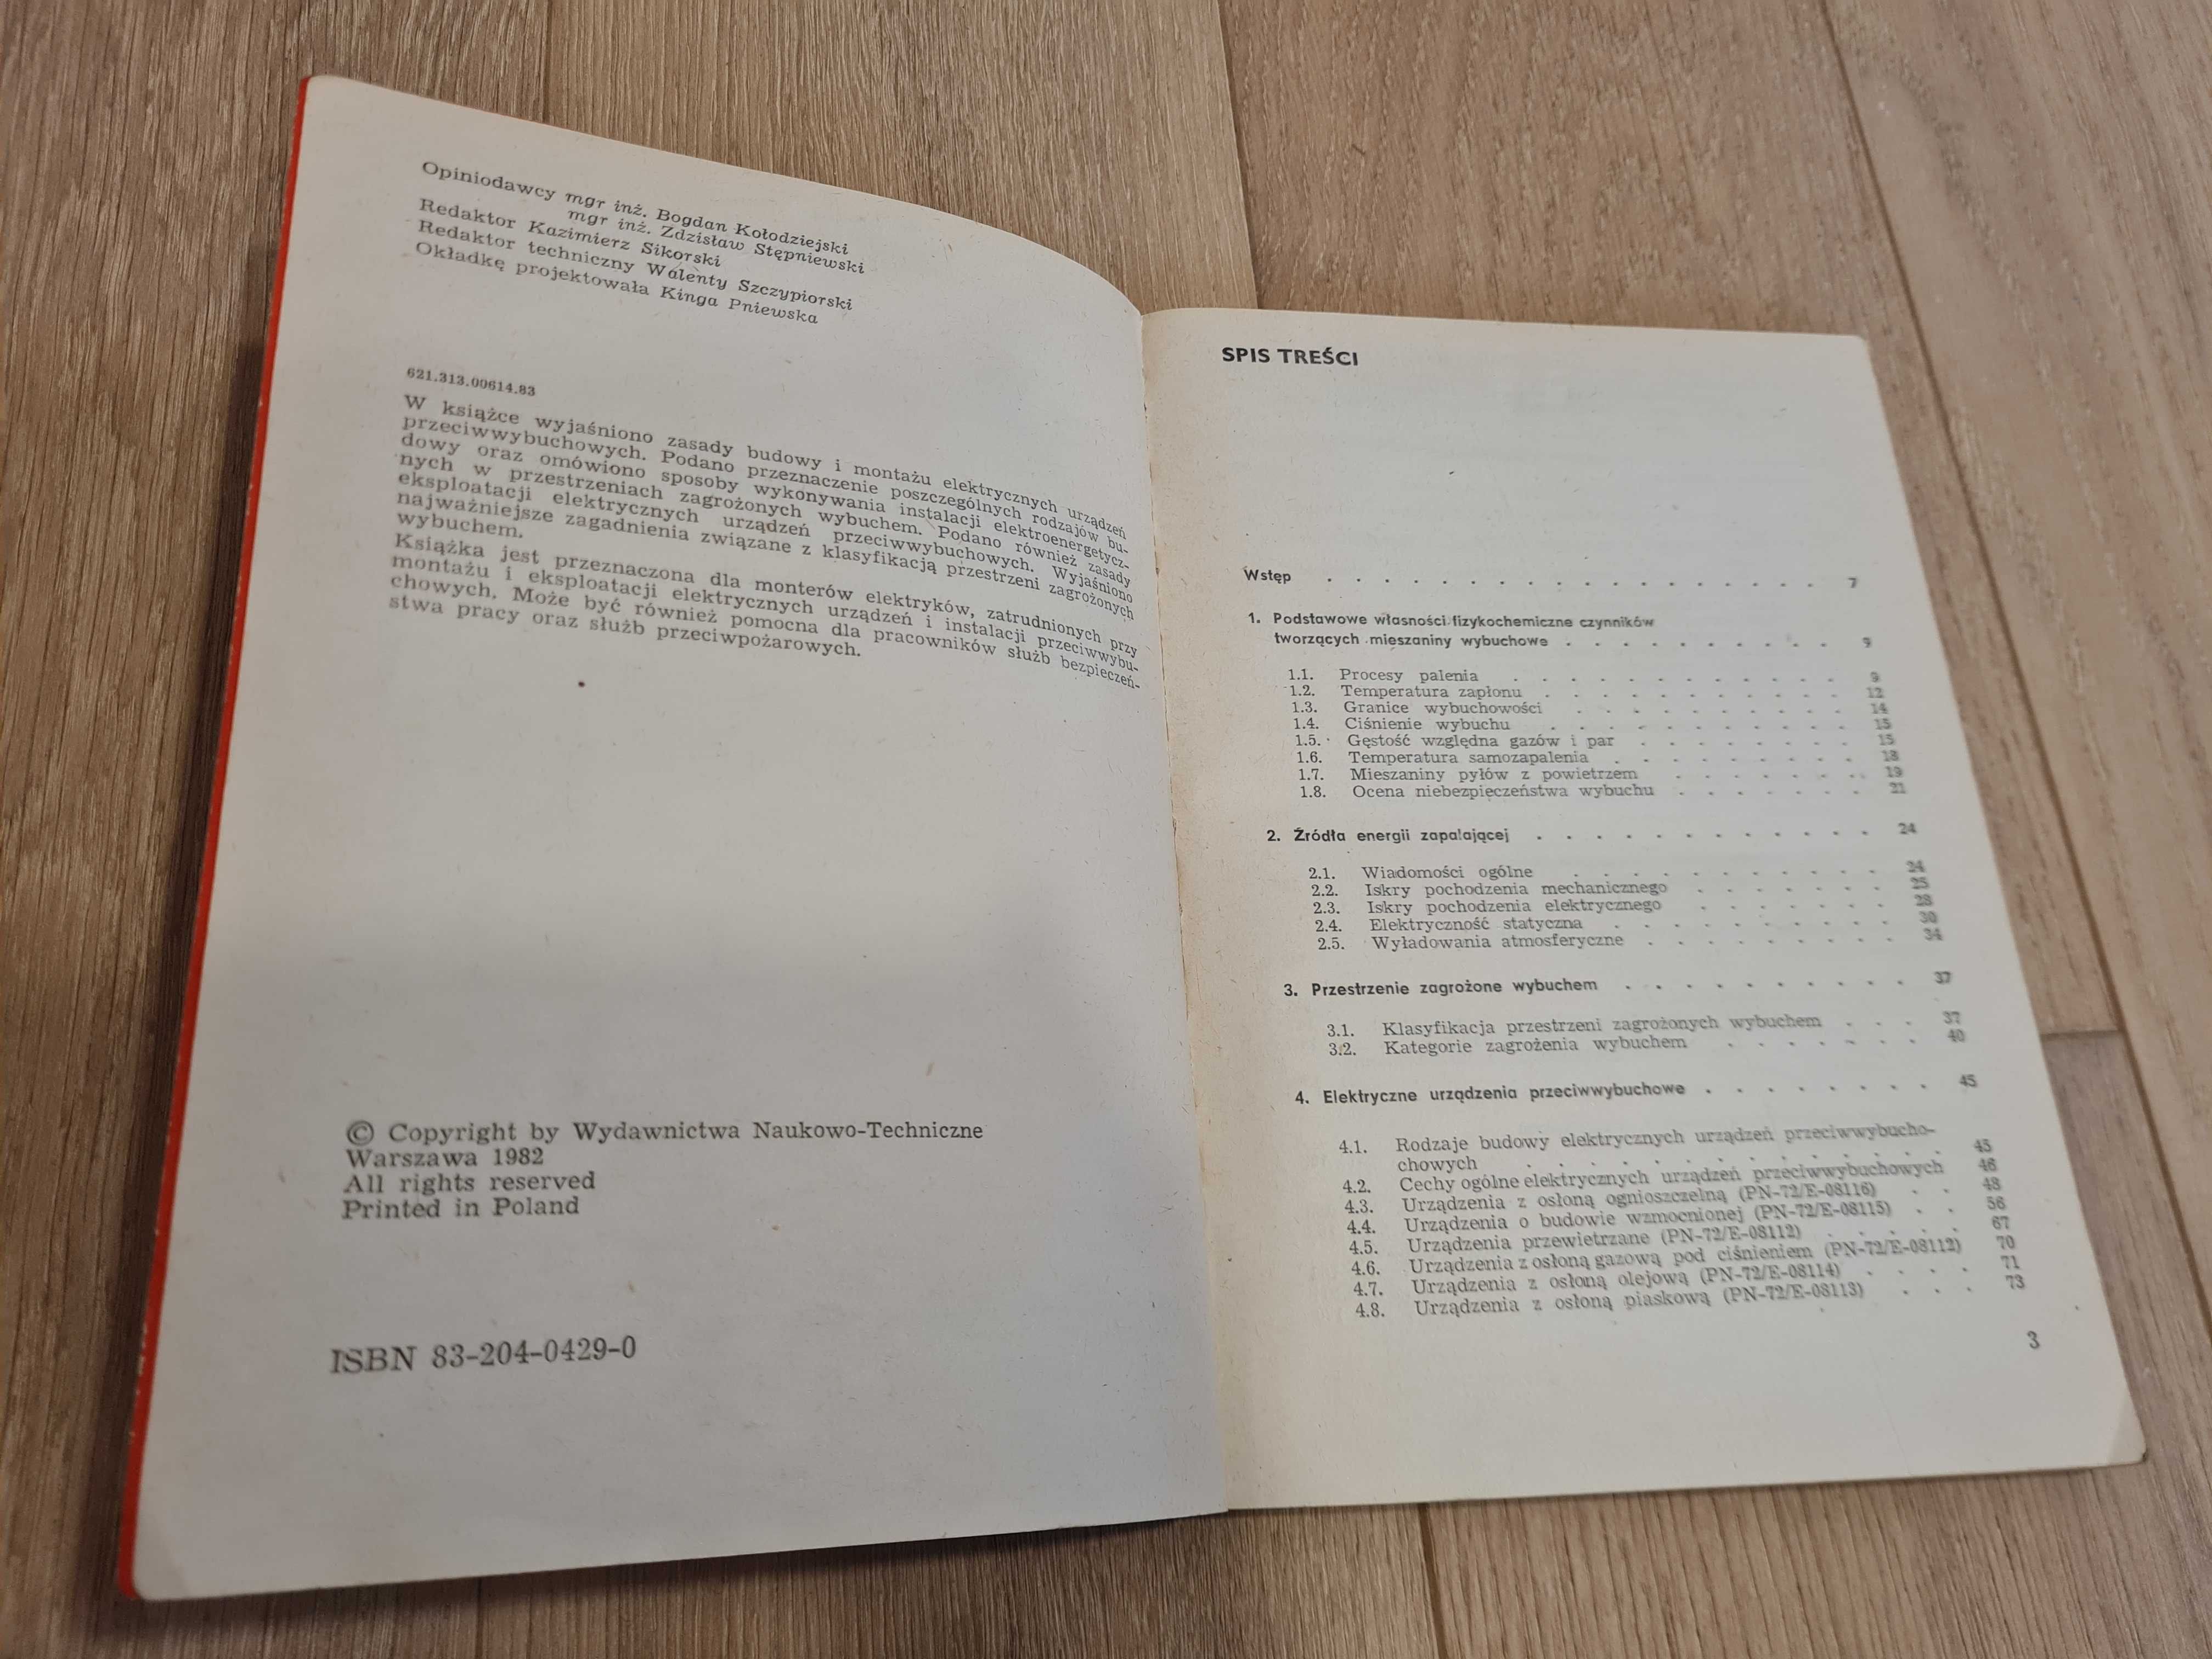 Opiniodawcy mgr inż. Bogdan Kołodziejski
mgr inż. Zdzisław Stępniewski
Redaktor Kazimierz Sikorski
Redaktor techniczny Walenty Szczypiorski
Okładkę projektowała Kinga Pniewska
621.313.00614.83
W książce wyjaśniono zasady budowy i montażu elektrycznych urządzeń
przeciwwybuchowych. Podano przeznaczenie poszczególnych rodzajów bu-
dowy oraz omówiono sposoby wykonywania instalacji elektroenergetycz-
nych w przestrzeniach zagrożonych wybuchem. Podano również zasady
eksploatacji elektrycznych urządzeń przeciwwybuchowych. Wyjaśniono
najważniejsze zagadnienia związane z klasyfikacją przestrzeni zagrożonych
wybuchem.
Książka jest przeznaczona dla monterów elektryków, zatrudnionych przy
montażu i eksploatacji elektrycznych urządzeń i instalacji przeciwwybu-
chowych. Może być również pomocna dla pracowników służb bezpieczeń-
stwa pracy oraz służb przeciwpożarowych.
© Copyright by Wydawnictwa Naukowo-Techniczne
Warszawa 1982
All rights reserved
Printed in Poland
ISBN 83-204-0429-0
SPIS TREŚCI
Wstęp . . . . . . . . . . . . . . . . 7
1. Podstawowe własności fizykochemiczne czynników
tworzących mieszaniny wybuchowe . . . . . . . . . . 9
1.1. Procesy palenia . . . . . . . . . . . . 9
1.2. Temperatura zapłonu . . . . . . . . . . . 12
1.3. Granice wybuchowości . . . . . . . . . . 14
1.4. Ciśnienie wybuchu . . . . . . . . . . . 15
1.5. Gęstość względna gazów i par . . . . . . . . 15
1.6. Temperatura samozapalenia . . . . . . . . . 18
1.7. Mieszaniny pyłów z powietrzem . . . . . . . 19
1.8. Ocena niebezpieczeństwa wybuchu . . . . . . . 21
2. Źródła energii zapalającej . . . . . . . . . . . . 24
2.1. Wiadomości ogólne . . . . . . . . . . . 24
2.2. Iskry pochodzenia mechanicznego . . . . . . . 25
2.3. Iskry pochodzenia elektrycznego . . . . . . . 28
2.4. Elektryczność statyczna . . . . . . . . . . 30
2.5. Wyładowania atmosferyczne . . . . . . . . . 34
3. Przestrzenie zagrożone wybuchem . . . . . . . . . . 37
3.1. Klasyfikacja przestrzeni zagrożonych wybuchem . . . 37
3.2. Kategorie zagrożenia wybuchem . . . . . . . 40
4. Elektryczne urządzenia przeciwwybuchowe . . . . . . . . 45
4.1. Rodzaje budowy elektrycznych urządzeń przeciwwybucho-
chowych . . . . . . . . . . . . . . 45
4.2. Cechy ogólne elektrycznych urządzeń przeciwwybuchowych 46
4.3. Urządzenia z osłoną ognioszczelną (PN-72/E-08116) . . 48
4.4. Urządzenia o budowie wzmocnionej (PN-72/E-08115) . . 56
4.5. Urządzenia przewietrzane (PN-72/E-08112) . . . . . 67
4.6. Urządzenia z osłoną gazową pod ciśnieniem (PN-72/E-08112) 70
4.7. Urządzenia z osłoną olejową (PN-72/E-08114) . . . . 71
4.8. Urządzenia z osłoną piaskową (PN-72/E-08113) . . . 73
3